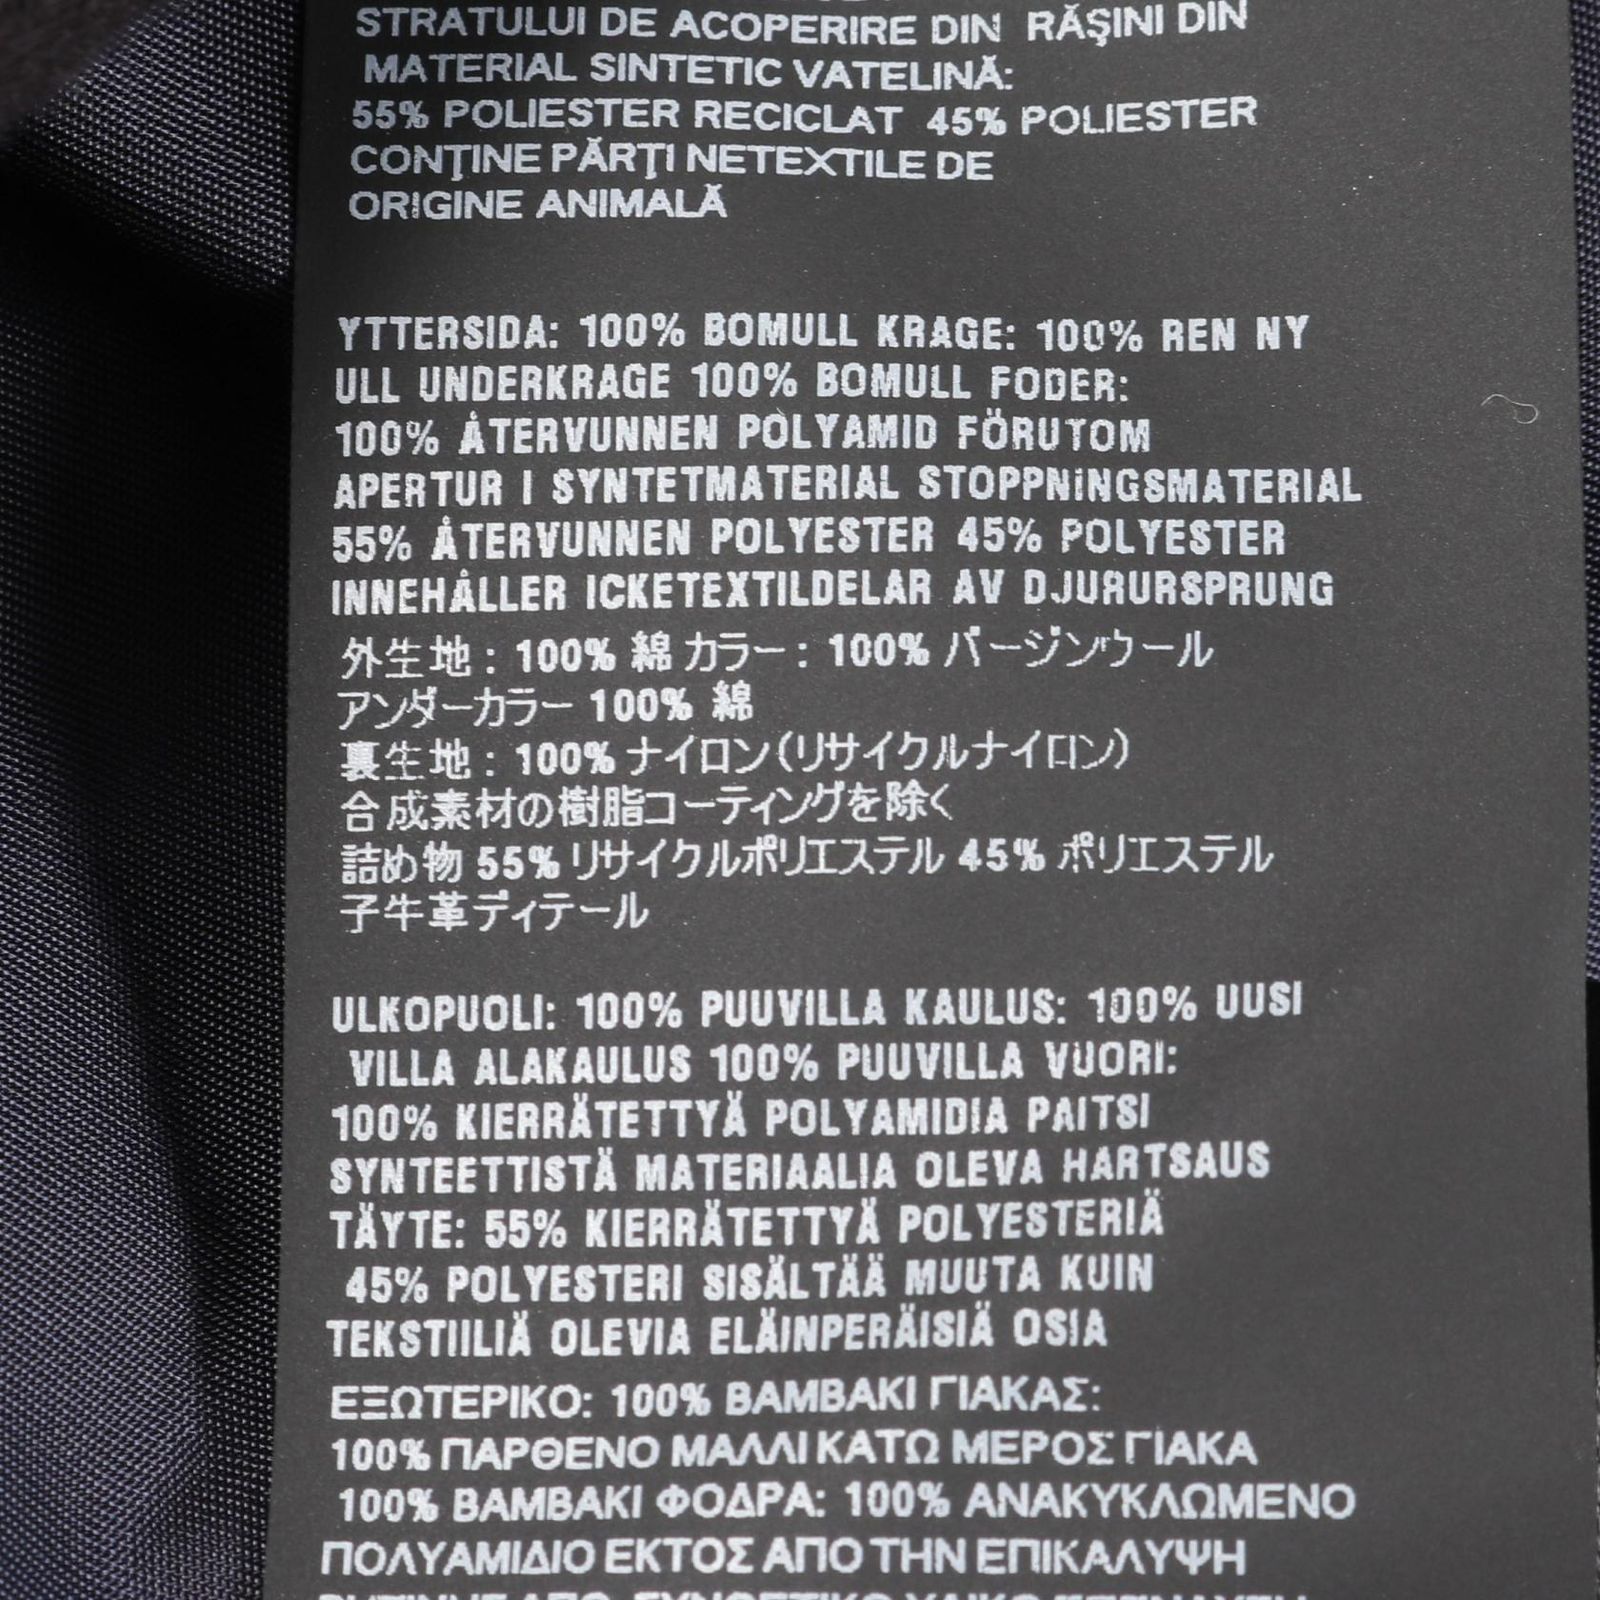 STRATULUI DE ACOPERIRE DIN RĂŞINI DIN
MATERIAL SINTETIC VATELINĂ:
55% POLIESTER RECICLAT 45% POLIESTER
CONŢINE PĂRŢI NETEXTILE DE
ORIGINE ANIMALĂ
YTTERSIDA: 100% BOMULL KRAGE: 100% REN NY
ULL UNDERKRAGE 100% BOMULL FODER:
100% ÅTERVUNNEN POLYAMID FÖRUTOM
APERTUR I SYNTETMATERIAL STOPPNINGSMATERIAL
55% ÅTERVUNNEN POLYESTER 45% POLYESTER
INNEHÅLLER ICKETEXTILDELAR AV DJURURSPRUNG
外生地 : 100% 綿 カラー : 100% バージンウール
アンダーカラー 100% 綿
裏生地 : 100% ナイロン(リサイクルナイロン)
合成素材の樹脂コーティングを除く
詰め物 55% リサイクルポリエステル 45% ポリエステル
子牛革ディテール
ULKOPUOLI: 100% PUUVILLA KAULUS: 100% UUSI
VILLA ALAKAULUS 100% PUUVILLA VUORI:
100% KIERRÄTETTYÄ POLYAMIDIA PAITSI
SYNTEETTISTÄ MATERIAALIA OLEVA HARTSAUS
TÄYTE: 55% KIERRÄTETTYÄ POLYESTERIÄ
45% POLYESTERI SISÄLTÄÄ MUUTA KUIN
TEKSTIILIÄ OLEVIA ELÄINPERÄISIÄ OSIA
ΕΞΩΤΕΡΙΚΟ: 100% ΒΑΜΒΑΚΙ ΓΙΑΚΑΣ:
100% ΠΑΡΘΕΝΟ ΜΑΛΛΙ ΚΑΤΩ ΜΕΡΟΣ ΓΙΑΚΑ
100% ΒΑΜΒΑΚΙ ΦΟΔΡΑ: 100% ΑΝΑΚΥΚΛΩΜΕΝΟ
ΠΟΛΥΑΜΙΔΙΟ ΕΚΤΟΣ ΑΠΟ ΤΗΝ ΕΠΙΚΑΛΥΨΗ